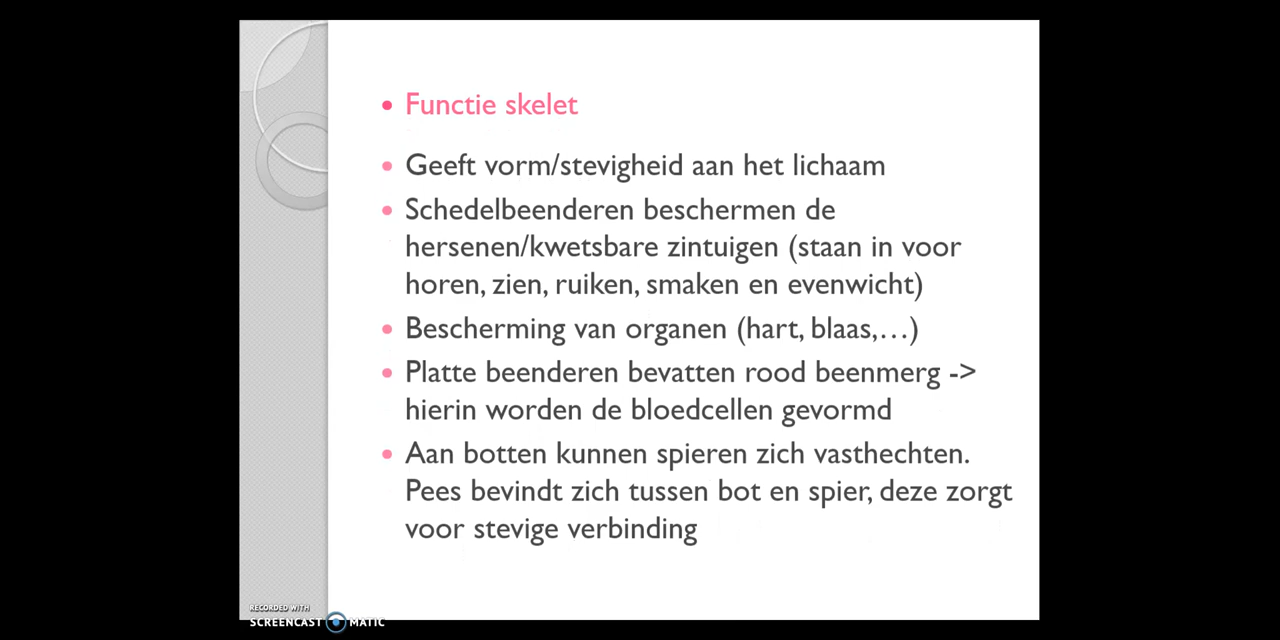 • Functie skelet
• Geeft vorm/stevigheid aan het lichaam
• Schedelbeenderen beschermen de
hersenen/kwetsbare zintuigen (staan in voor
horen, zien, ruiken, smaken en evenwicht)
• Bescherming van organen (hart, blaas,…)
• Platte beenderen bevatten rood beenmerg ->
hierin worden de bloedcellen gevormd
• Aan botten kunnen spieren zich vasthechten.
Pees bevindt zich tussen bot en spier, deze zorgt
voor stevige verbinding
RECORDED WITH
SCREENCAST MATIC